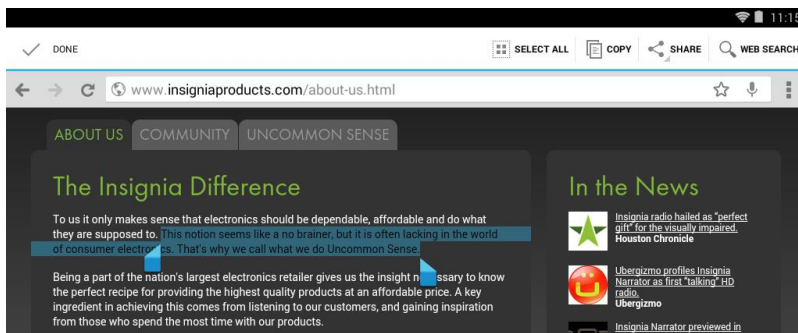 11:15
DONE
SELECT ALL
COPY
SHARE
WEB SEARCH
www.insigniaproducts.com/about-us.html
ABOUT US
COMMUNITY
UNCOMMON SENSE
The Insignia Difference
To us it only makes sense that electronics should be dependable, affordable and do what
they are supposed to. This notion seems like a no brainer, but it is often lacking in the world
of consumer electronics. That's why we call what we do Uncommon Sense.
Being a part of the nation's largest electronics retailer gives us the insight necessary to know
the perfect recipe for providing the highest quality products at an affordable price. A key
ingredient in achieving this comes from listening to our customers, and gaining inspiration
from those who spend the most time with our products.
In the News
Insignia radio hailed as "perfect
gift" for the visually impaired.
Houston Chronicle
Ubergizmo profiles Insignia
Narrator as first "talking" HD
radio.
Ubergizmo
Insignia Narrator previewed in